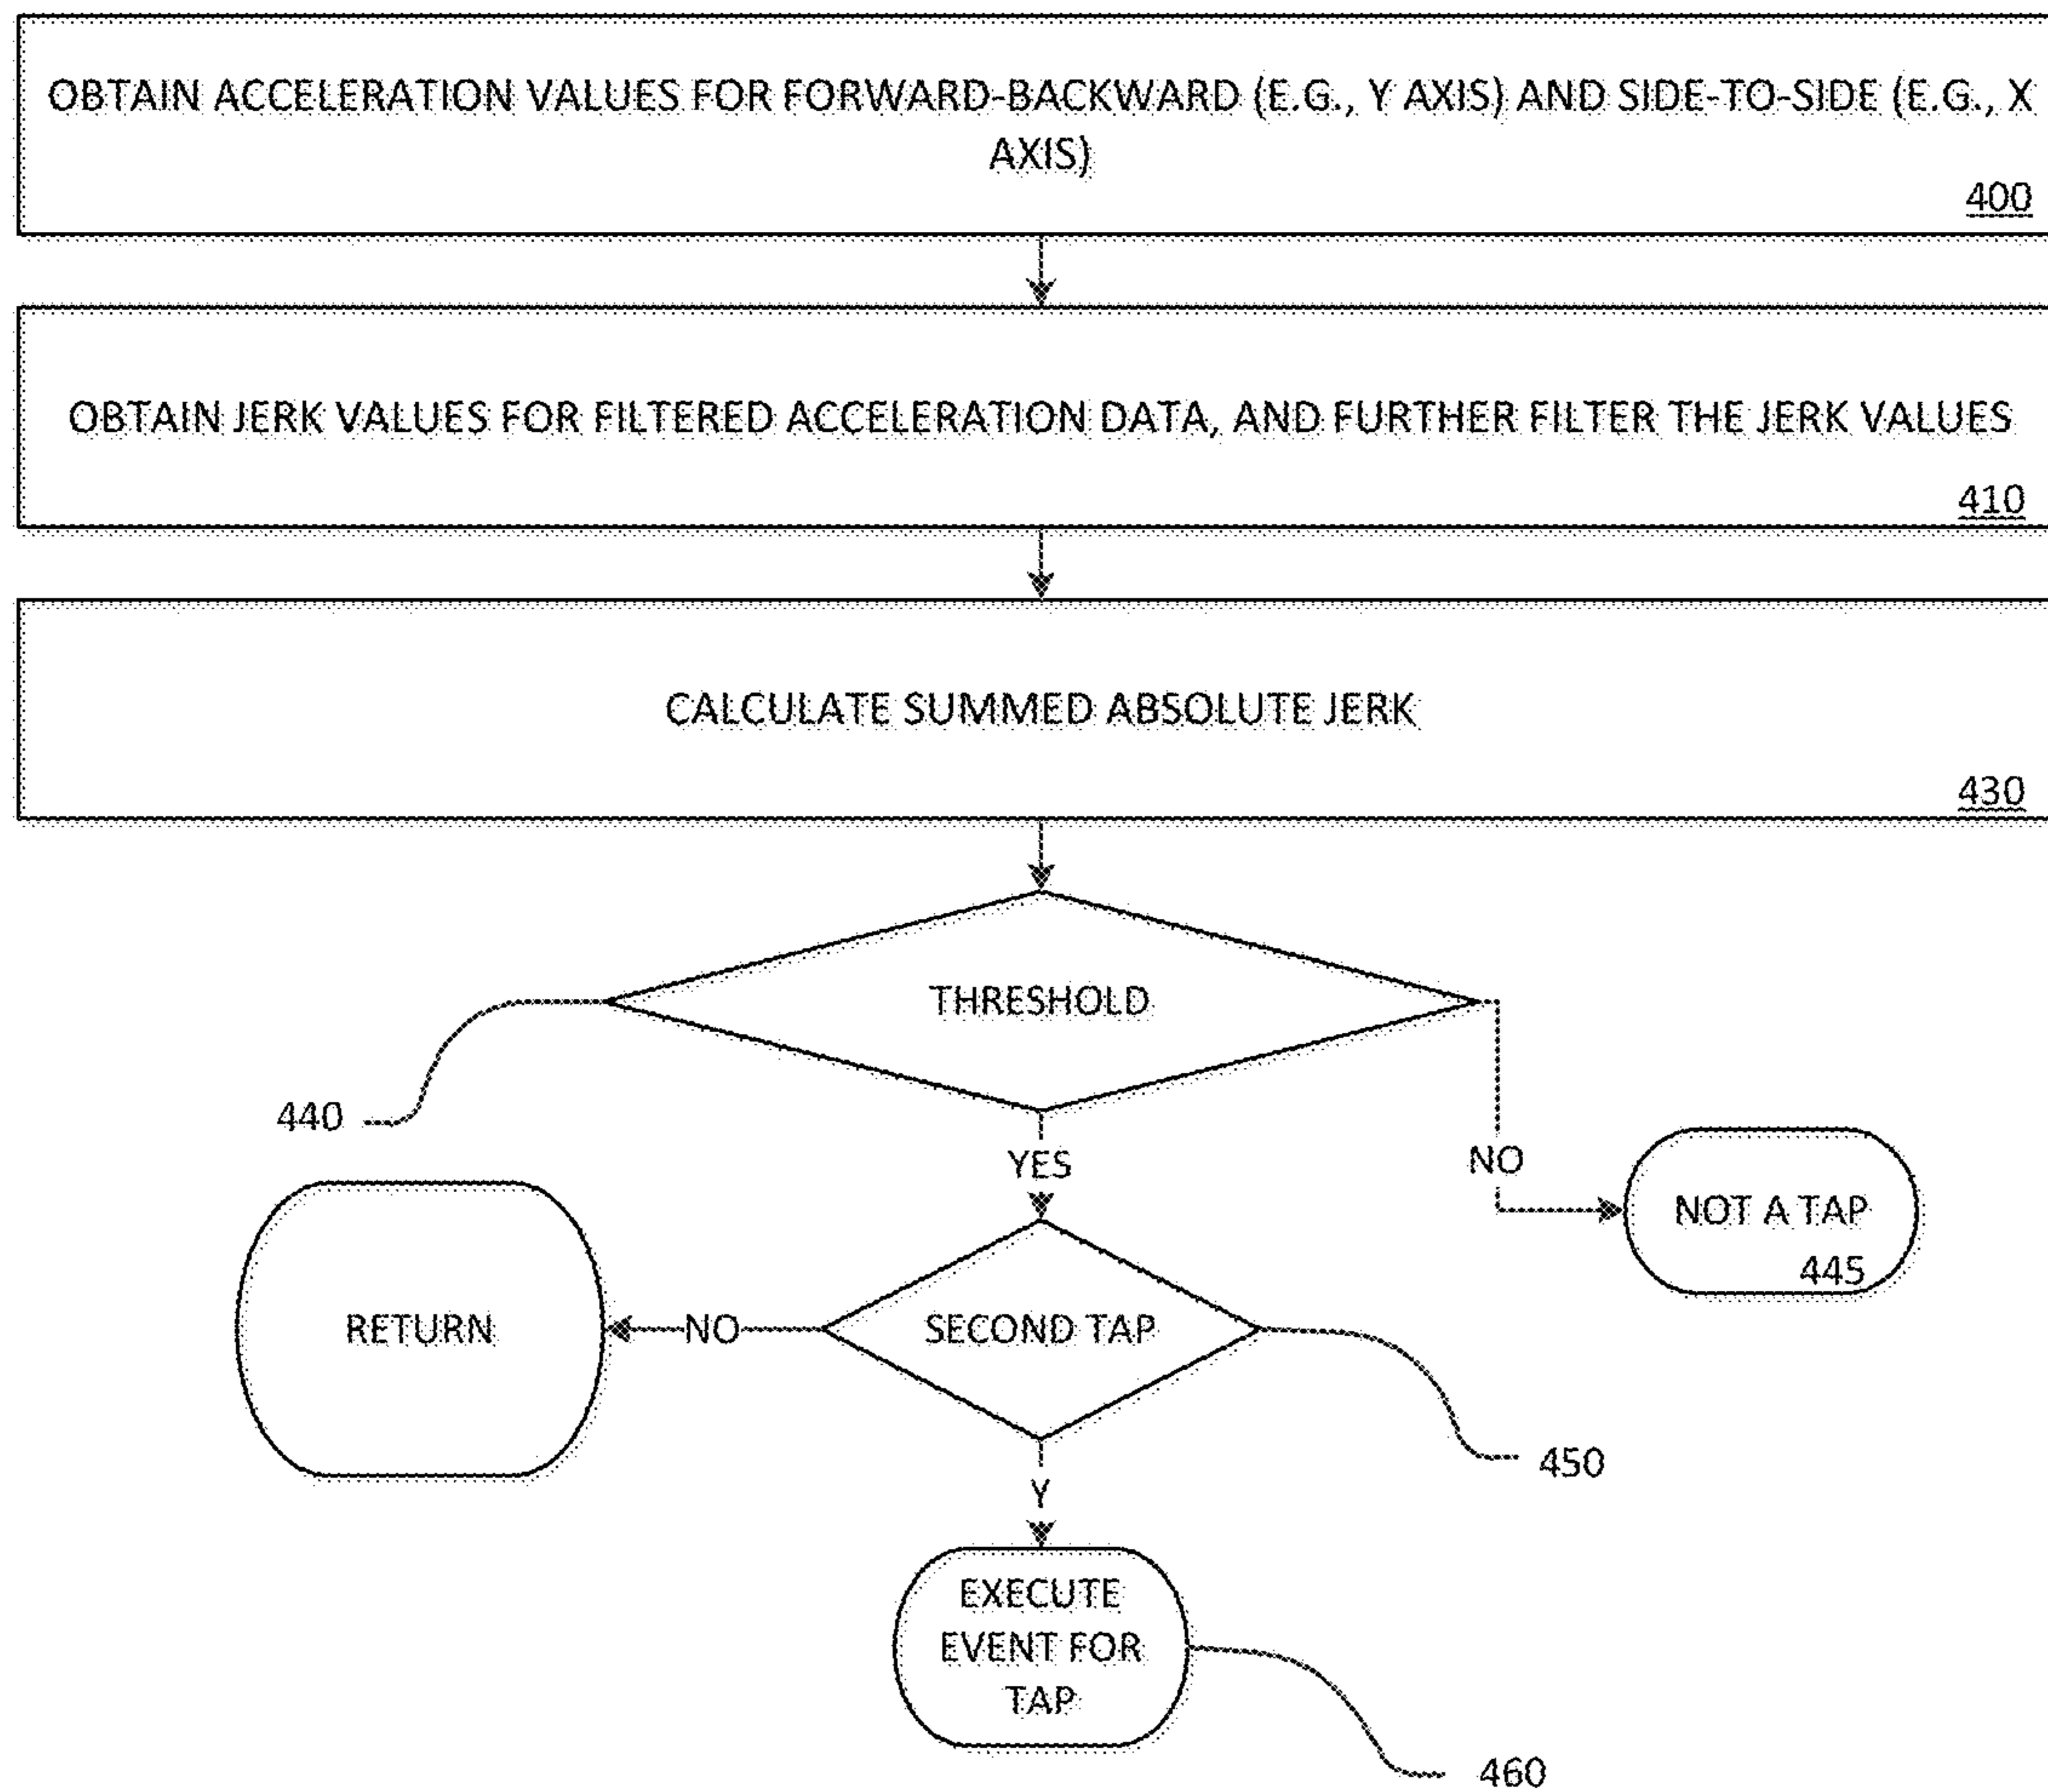 OBTAIN ACCELERATION VALUES FOR FORWARD-BACKWARD (E.G., Y AXIS) AND SIDE-TO-SIDE (E.G., X
AXIS)
400
OBTAIN JERK VALUES FOR FILTERED ACCELERATION DATA, AND FURTHER FILTER THE JERK VALUES
410
CALCULATE SUMMED ABSOLUTE JERK
430
THRESHOLD
440
YES
NO
NOT A TAP
445
RETURN
NO
SECOND TAP
450
Y
EXECUTE
EVENT FOR
TAP
460